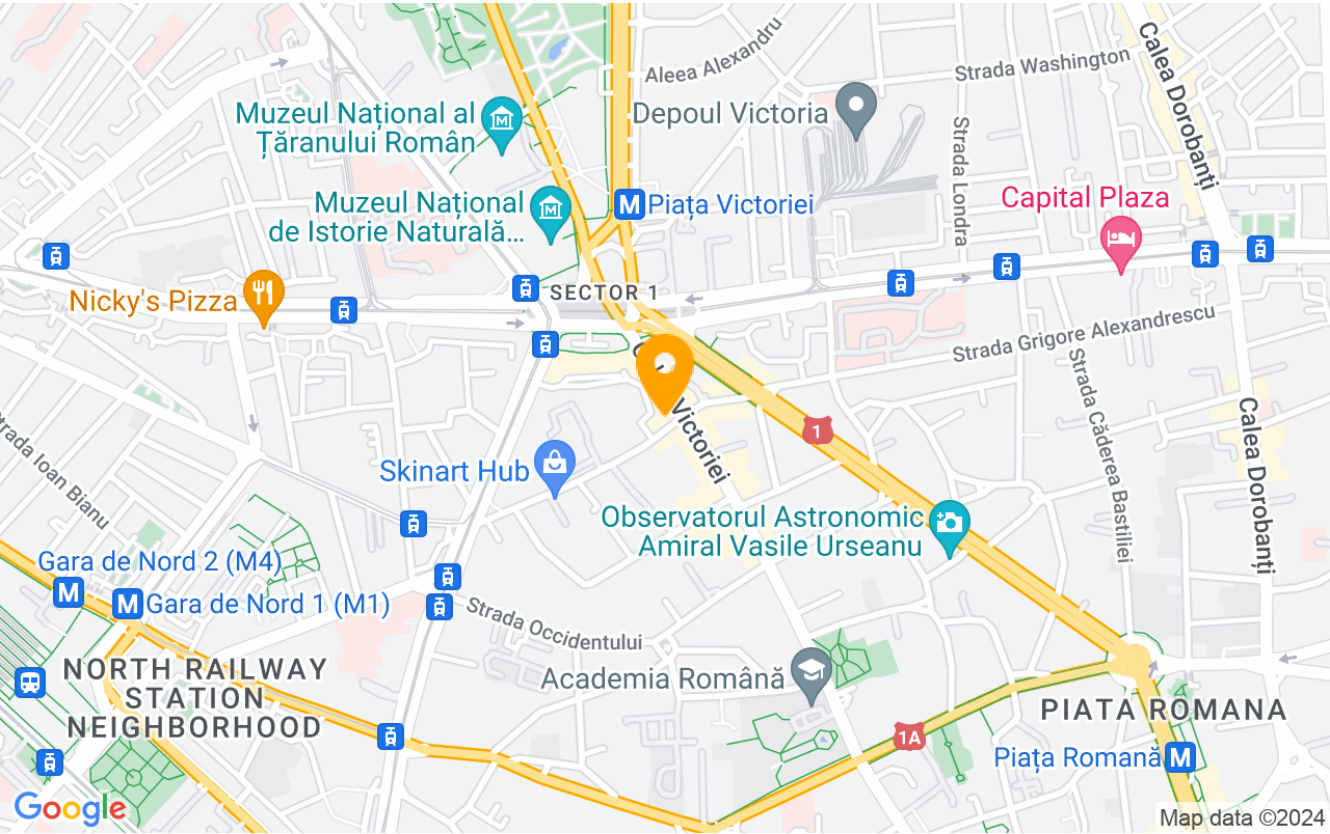 Aleea Alexandru
Strada Washington
Calea Dorobanți
Muzeul Național al
Țăranului Român
Depoul Victoria
Strada Londra
Muzeul Național
de Istorie Naturală...
M
Piața Victoriei
Capital Plaza
Nicky's Pizza
SECTOR 1
Strada Grigore Alexandrescu
Victoriei
1
Strada Căderea Bastiliei
Calea Dorobanți
Strada Ioan Bianu
Skinart Hub
Observatorul Astronomic
Amiral Vasile Urseanu
Gara de Nord 2 (M4)
M
M
Gara de Nord 1 (M1)
Strada Occidentului
NORTH RAILWAY
STATION
NEIGHBORHOOD
Academia Română
PIATA ROMANA
1A
Piața Romană
M
Google
Map data ©2024